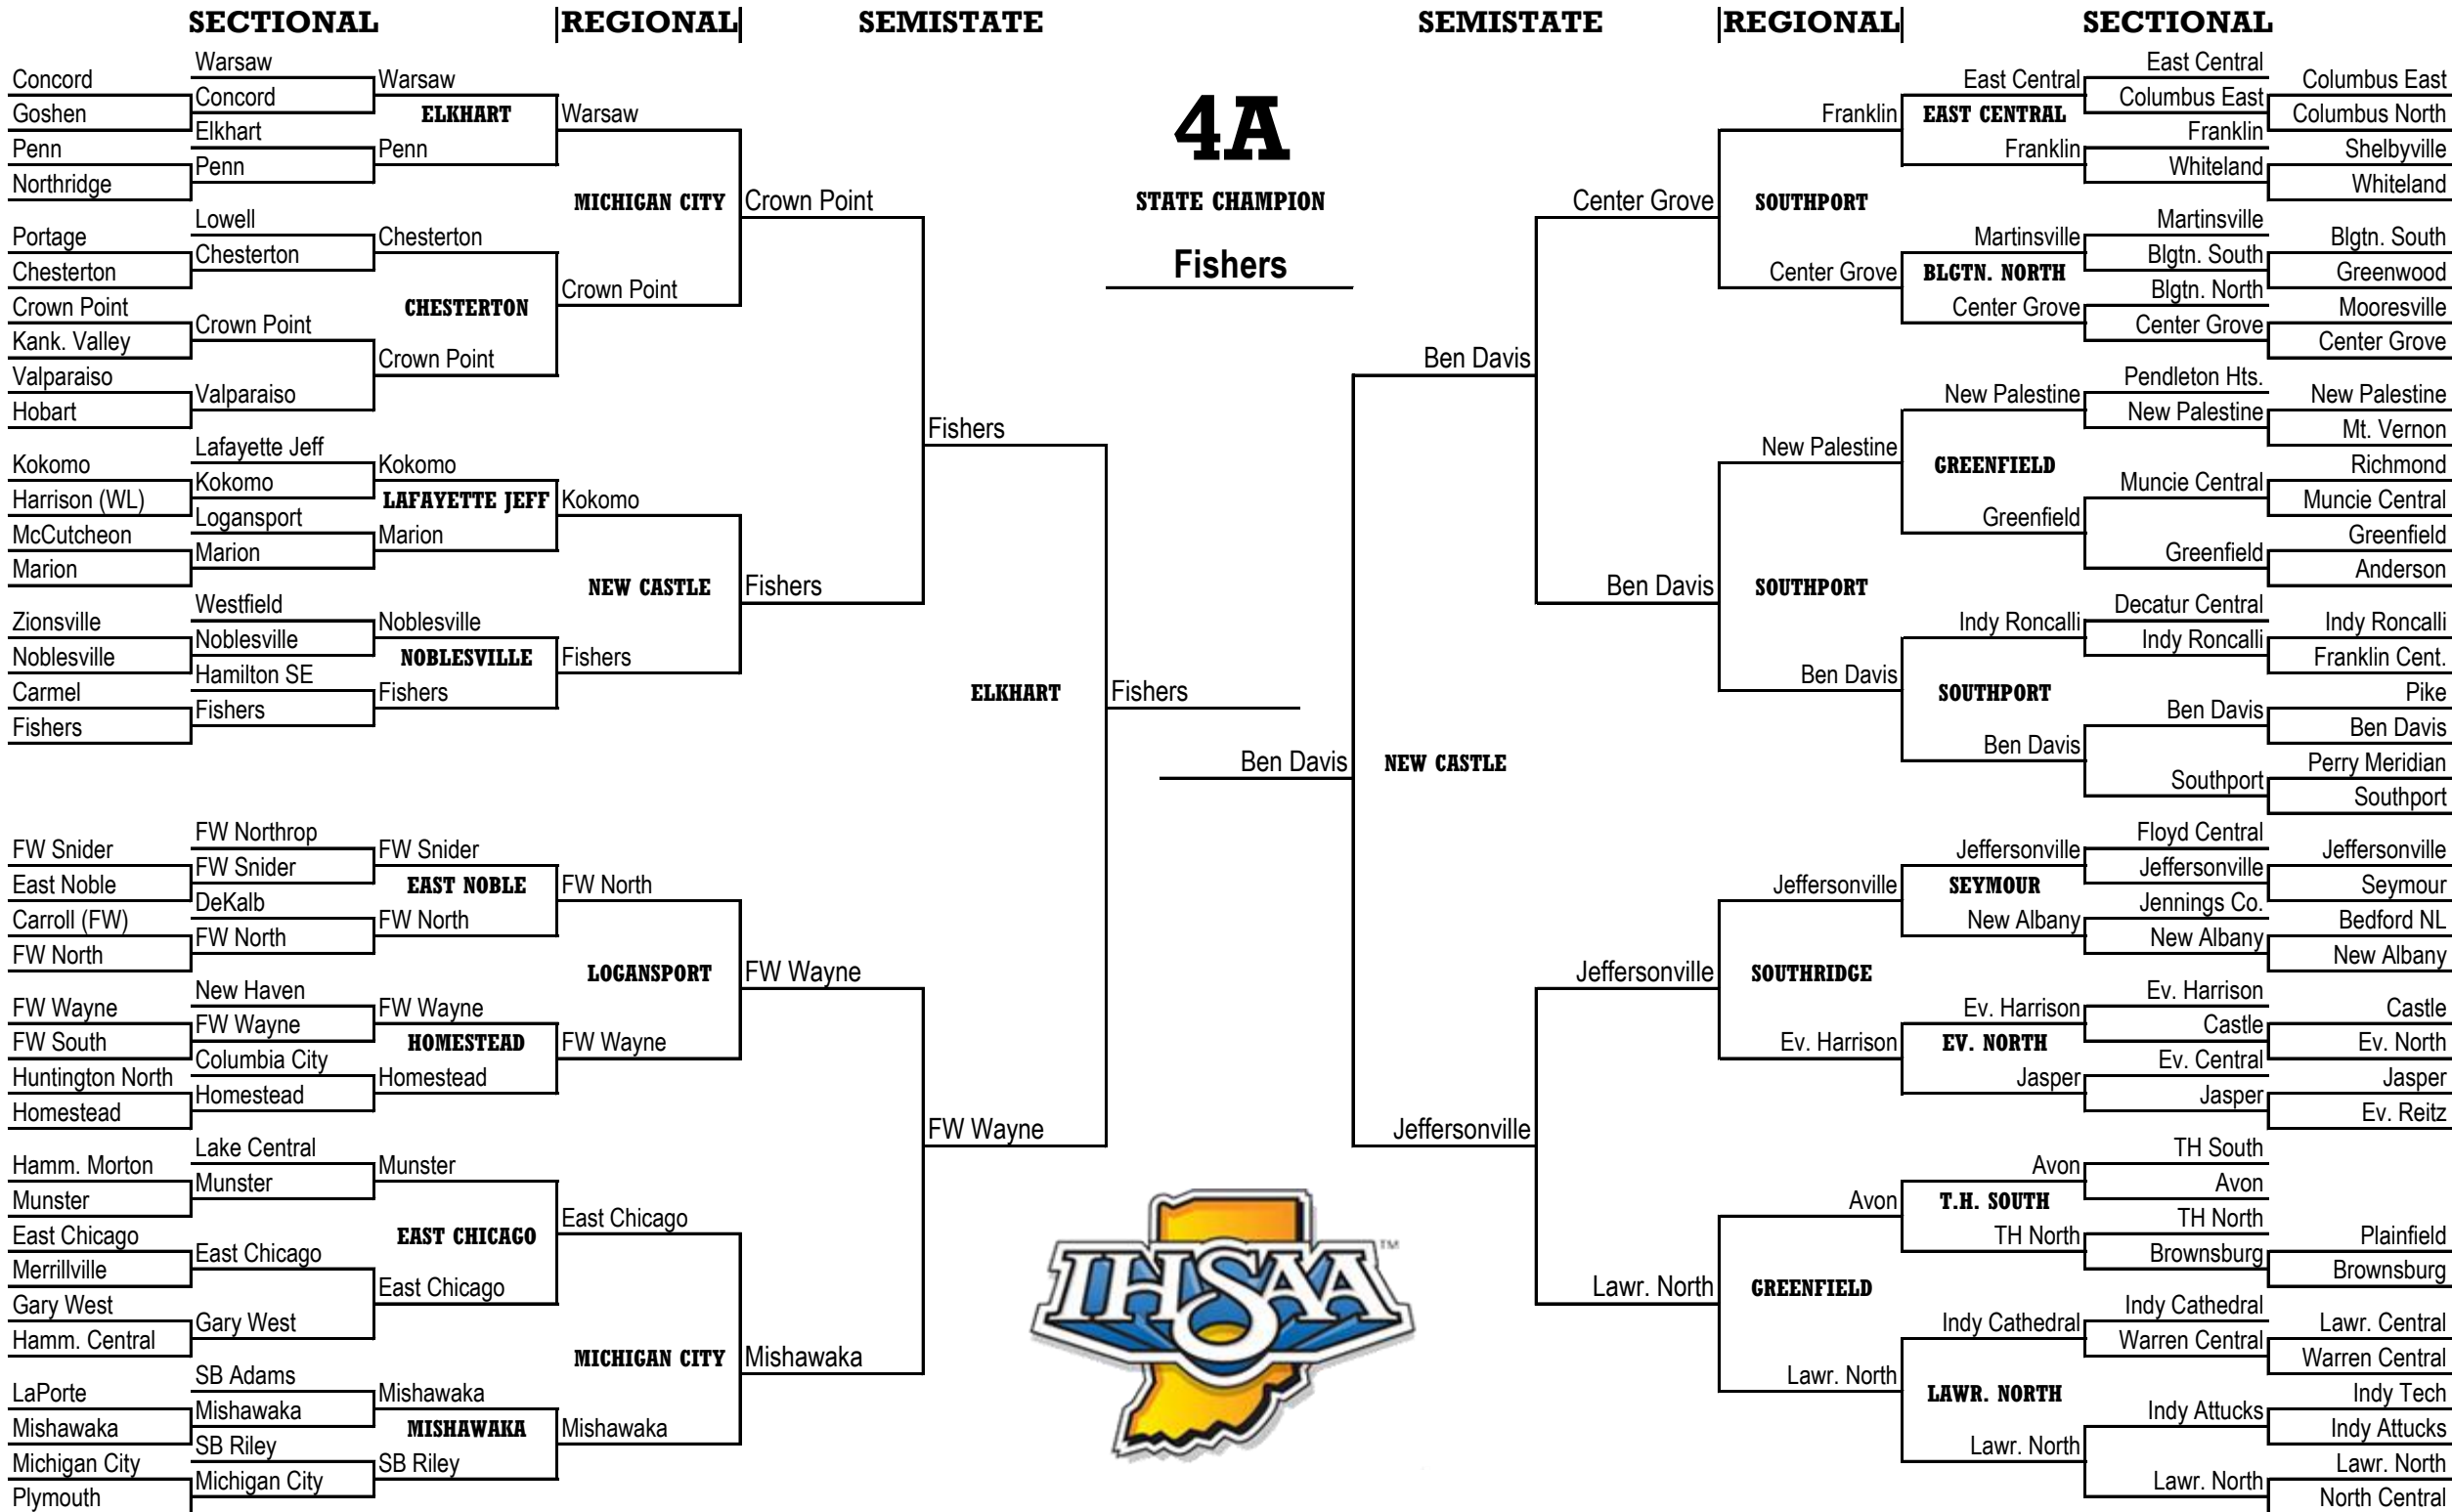 SECTIONAL
REGIONAL
SEMISTATE
SEMISTATE
REGIONAL
SECTIONAL
Concord
Goshen
Penn
Northridge
Portage
Chesterton
Crown Point
Kank. Valley
Valparaiso
Hobart
Kokomo
Harrison (WL)
McCutcheon
Marion
Zionsville
Noblesville
Carmel
Fishers
FW Snider
East Noble
Carroll (FW)
FW North
FW Wayne
FW South
Huntington North
Homestead
Hamm. Morton
Munster
East Chicago
Merrillville
Gary West
Hamm. Central
LaPorte
Mishawaka
Michigan City
Plymouth
Warsaw
Concord
Elkhart
Penn
Lowell
Chesterton
Crown Point
Valparaiso
Lafayette Jeff
Kokomo
Logansport
Marion
Westfield
Noblesville
Hamilton SE
Fishers
FW Northrop
FW Snider
DeKalb
FW North
New Haven
FW Wayne
Columbia City
Homestead
Lake Central
Munster
East Chicago
Gary West
SB Adams
Mishawaka
SB Riley
Michigan City
Warsaw
ELKHART
Penn
Chesterton
CHESTERTON
Crown Point
Kokomo
LAFAYETTE JEFF
Marion
Noblesville
NOBLESVILLE
Fishers
FW Snider
EAST NOBLE
FW North
FW Wayne
HOMESTEAD
Homestead
Munster
EAST CHICAGO
East Chicago
Mishawaka
MISHAWAKA
SB Riley
Warsaw
MICHIGAN CITY
Crown Point
Kokomo
NEW CASTLE
Fishers
FW North
LOGANSPORT
FW Wayne
East Chicago
MICHIGAN CITY
Mishawaka
Crown Point
Fishers
FW Wayne
Mishawaka
Fishers
ELKHART
FW Wayne
4A
STATE CHAMPION
Fishers
Fishers
Ben Davis
IHSAA
TM
Ben Davis
NEW CASTLE
Jeffersonville
Center Grove
Ben Davis
Jeffersonville
Lawr. North
Franklin
SOUTHPORT
Center Grove
New Palestine
SOUTHPORT
Ben Davis
Jeffersonville
SOUTHRIDGE
Ev. Harrison
Avon
GREENFIELD
Lawr. North
East Central
EAST CENTRAL
Franklin
Martinsville
BLGTN. NORTH
Center Grove
New Palestine
GREENFIELD
Greenfield
Indy Roncalli
SOUTHPORT
Ben Davis
Jeffersonville
SEYMOUR
New Albany
Ev. Harrison
EV. NORTH
Jasper
Avon
T.H. SOUTH
TH North
Indy Cathedral
LAWR. NORTH
Lawr. North
East Central
Columbus East
Franklin
Whiteland
Martinsville
Blgtn. South
Blgtn. North
Center Grove
Pendleton Hts.
New Palestine
Muncie Central
Greenfield
Decatur Central
Indy Roncalli
Ben Davis
Southport
Floyd Central
Jeffersonville
Jennings Co.
New Albany
Ev. Harrison
Castle
Ev. Central
Jasper
TH South
Avon
TH North
Brownsburg
Indy Cathedral
Warren Central
Indy Attucks
Lawr. North
Columbus East
Columbus North
Shelbyville
Whiteland
Blgtn. South
Greenwood
Mooresville
Center Grove
New Palestine
Mt. Vernon
Richmond
Muncie Central
Greenfield
Anderson
Indy Roncalli
Franklin Cent.
Pike
Ben Davis
Perry Meridian
Southport
Jeffersonville
Seymour
Bedford NL
New Albany
Castle
Ev. North
Jasper
Ev. Reitz
Plainfield
Brownsburg
Lawr. Central
Warren Central
Indy Tech
Indy Attucks
Lawr. North
North Central